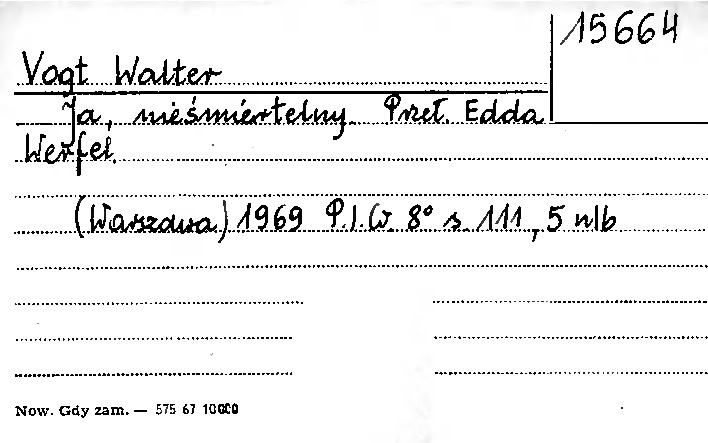 15664
Vogt Walter
Ja, nieśmiertelny. Przeł. Edda
Werfel.
(Warszawa) 1969 P.I.W. 8° s. 111, 5 nlb
Now. Gdy zam. — 575 67 10000